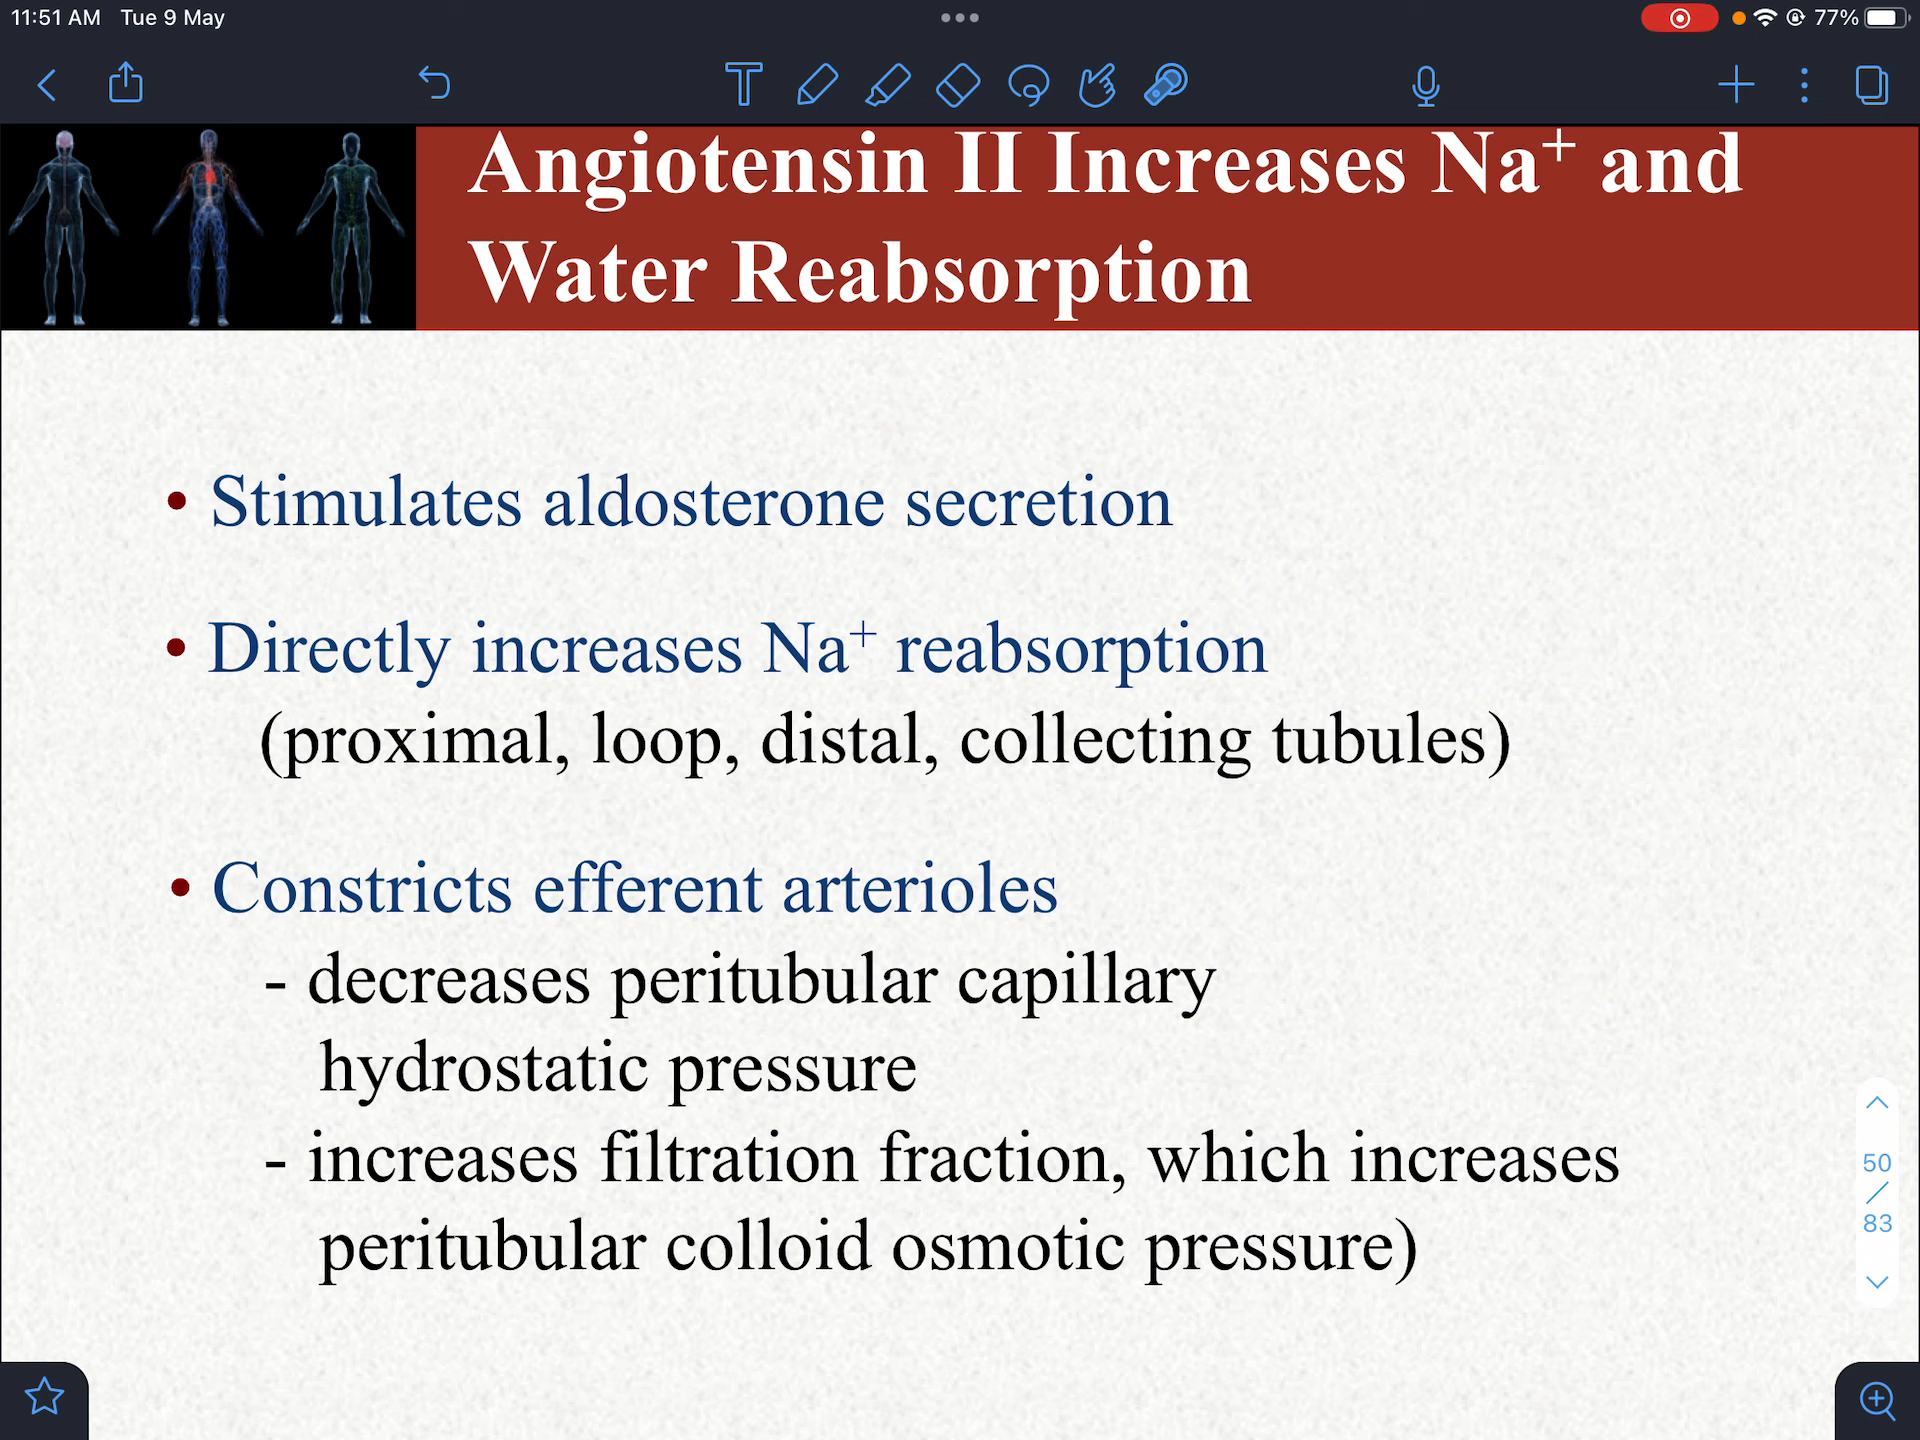 11:51 AM Tue 9 May
77%
Angiotensin II Increases Na⁺ and
Water Reabsorption
• Stimulates aldosterone secretion
• Directly increases Na⁺ reabsorption
(proximal, loop, distal, collecting tubules)
• Constricts efferent arterioles
- decreases peritubular capillary
hydrostatic pressure
- increases filtration fraction, which increases
peritubular colloid osmotic pressure)
50
/
83